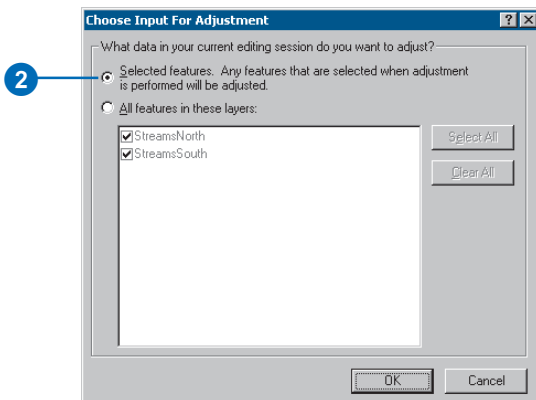 Choose Input For Adjustment
What data in your current editing session do you want to adjust?
2
Selected features. Any features that are selected when adjustment
is performed will be adjusted.
All features in these layers:
StreamsNorth
StreamsSouth
Select All
Clear All
OK
Cancel